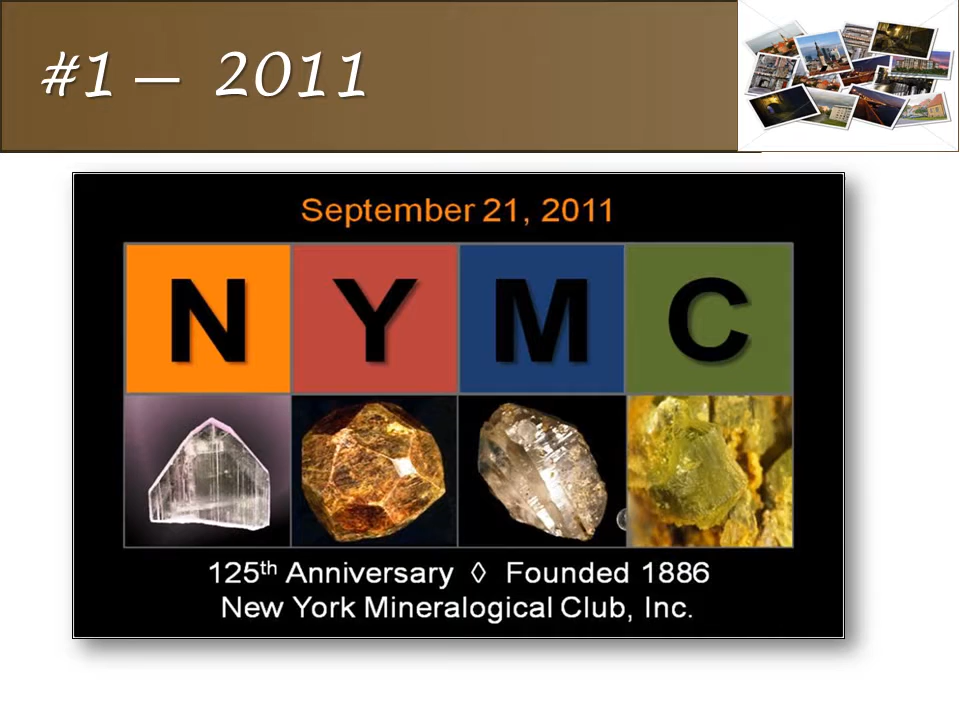 #1 – 2011
September 21, 2011
N Y M C
125th Anniversary ◊ Founded 1886
New York Mineralogical Club, Inc.